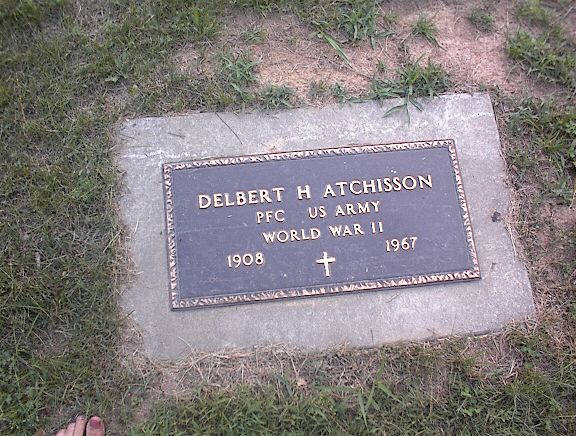 DELBERT H ATCHISSON
PFC US ARMY
WORLD WAR II
1908 1967